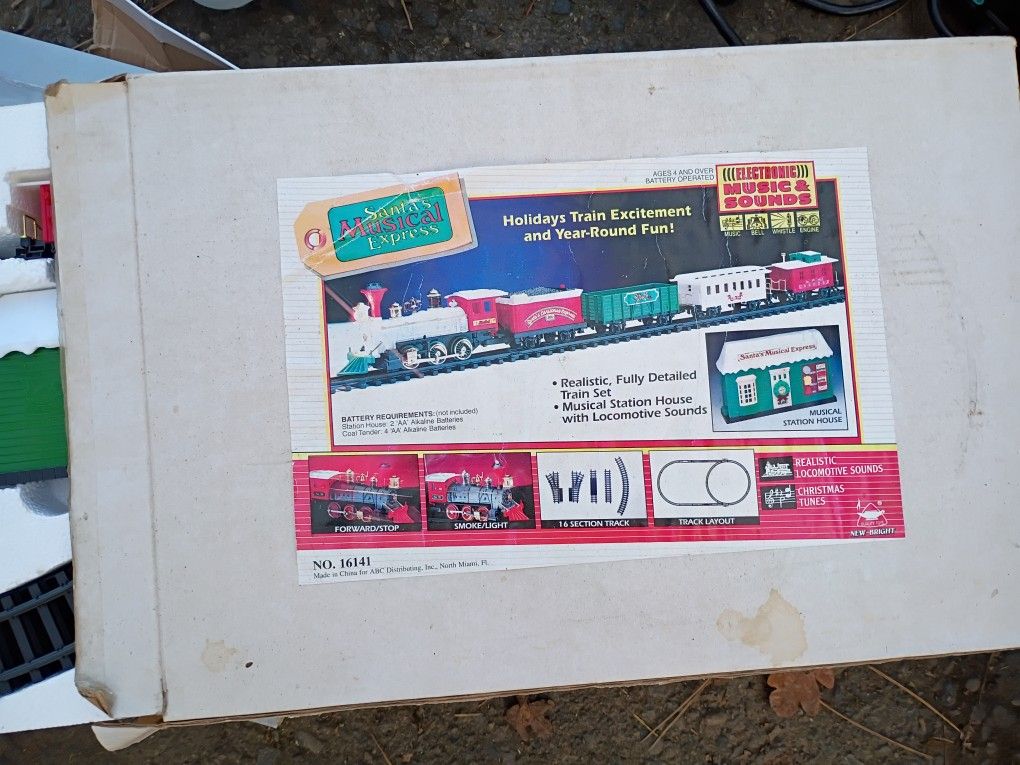 AGES 4 AND OVER
BATTERY OPERATED
(((ELECTRONIC)))
MUSIC &
SOUNDS
MUSIC BELL WHISTLE ENGINE
Santa's
Musical
Express
Holidays Train Excitement
and Year-Round Fun!
Santa's Christmas Express
• Realistic, Fully Detailed
Train Set
• Musical Station House
with Locomotive Sounds
Santa's Musical Express
MUSICAL
STATION HOUSE
BATTERY REQUIREMENTS: (not included)
Station House: 2 'AA' Alkaline Batteries
Coal Tender: 4 'AA' Alkaline Batteries
FORWARD/STOP
SMOKE/LIGHT
16 SECTION TRACK
TRACK LAYOUT
REALISTIC
LOCOMOTIVE SOUNDS
CHRISTMAS
TUNES
NEW-BRIGHT
NO. 16141
Made in China for ABC Distributing, Inc., North Miami, Fl.